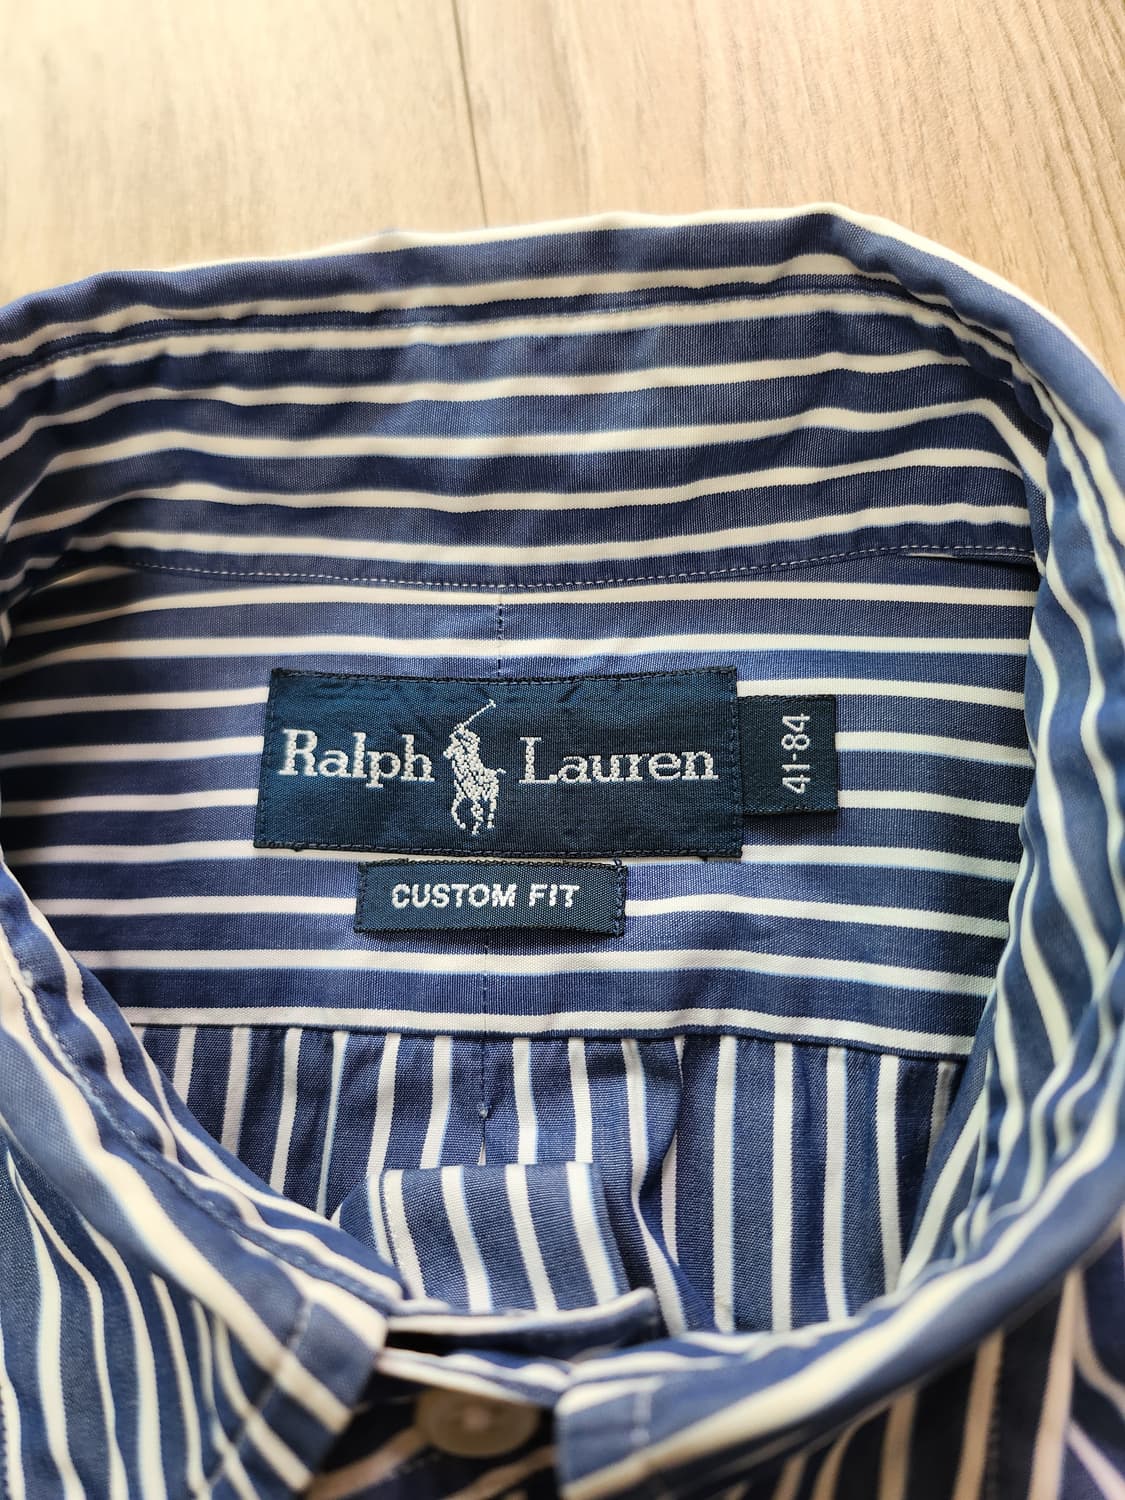 Ralph Lauren
41-84
CUSTOM FIT